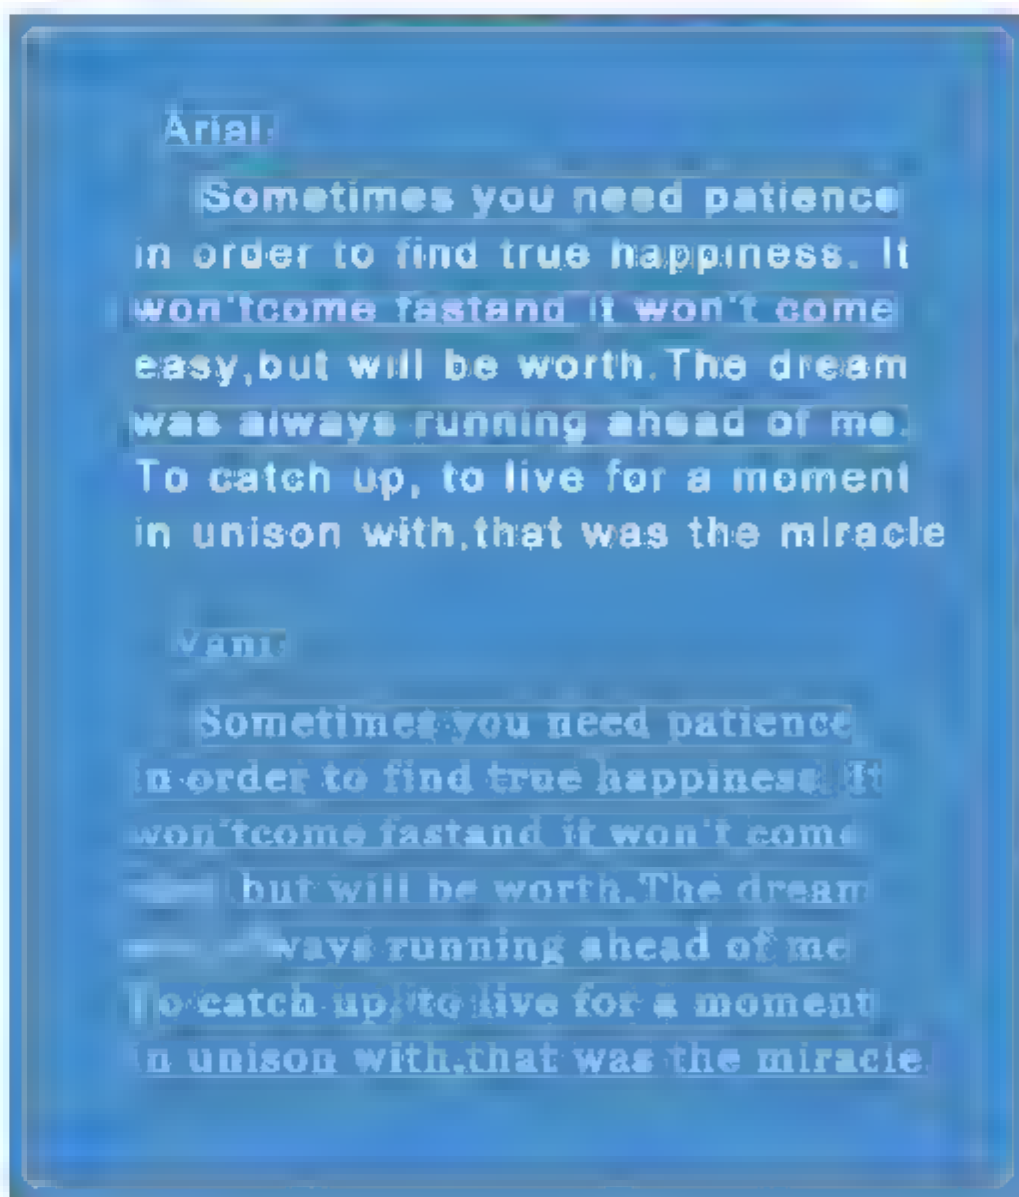 Arial:
Sometimes you need patience
in order to find true happiness. It
won'tcome fastand it won't come
easy,but will be worth.The dream
was always running ahead of me.
To catch up, to live for a moment
in unison with,that was the miracle
Vani:
Sometimes you need patience
in order to find true happiness. It
won'tcome fastand it won't come
but will be worth.The dream
running ahead of me
To catch up, to live for a moment
in unison with,that was the miracle.